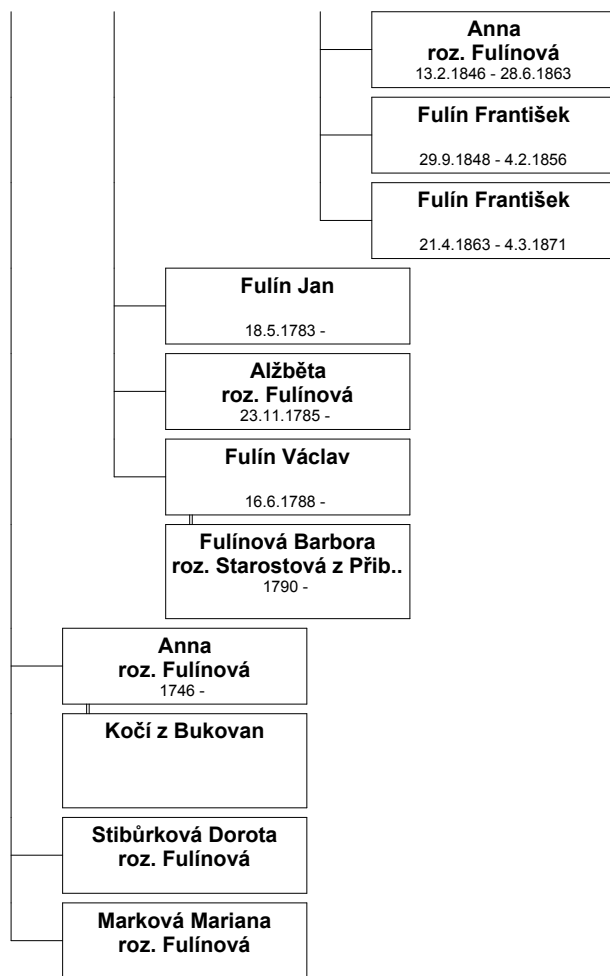 Anna
roz. Fulínová
13.2.1846 - 28.6.1863
Fulín František
29.9.1848 - 4.2.1856
Fulín František
21.4.1863 - 4.3.1871
Fulín Jan
18.5.1783 -
Alžběta
roz. Fulínová
23.11.1785 -
Fulín Václav
16.6.1788 -
Fulínová Barbora
roz. Starostová z Přib..
1790 -
Anna
roz. Fulínová
1746 -
Kočí z Bukovan
Stibůrková Dorota
roz. Fulínová
Marková Mariana
roz. Fulínová